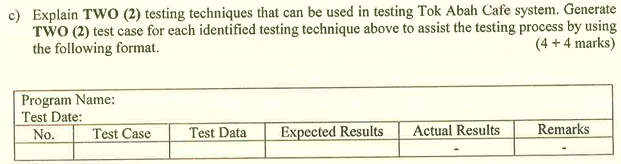 c) Explain TWO (2) testing techniques that can be used in testing Tok Abah Cafe system. Generate
TWO (2) test case for each identified testing technique above to assist the testing process by using
the following format. (4 + 4 marks)
Program Name:
Test Date:
No. Test Case Test Data Expected Results Actual Results Remarks
- -